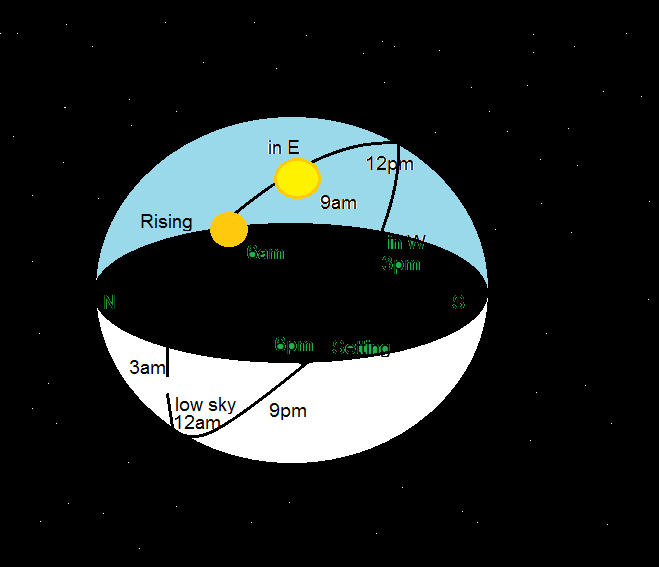 in E
12pm
9am
Rising
6am
in W
3pm
N
S
6pm
Setting
3am
low sky
12am
9pm